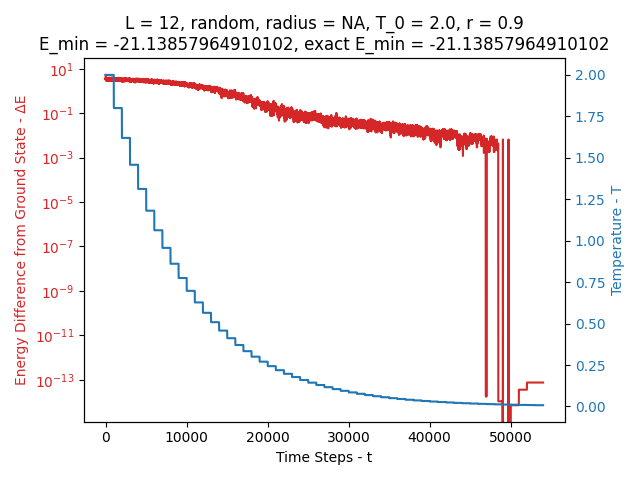 L = 12, random, radius = NA, T_0 = 2.0, r = 0.9
E_min = -21.13857964910102, exact E_min = -21.13857964910102
Energy Difference from Ground State - ΔE
10¹
10⁻¹
10⁻³
10⁻⁵
10⁻⁷
10⁻⁹
10⁻¹¹
10⁻¹³
2.00
1.75
1.50
1.25
1.00
0.75
0.50
0.25
0.00
Temperature - T
0 10000 20000 30000 40000 50000
Time Steps - t